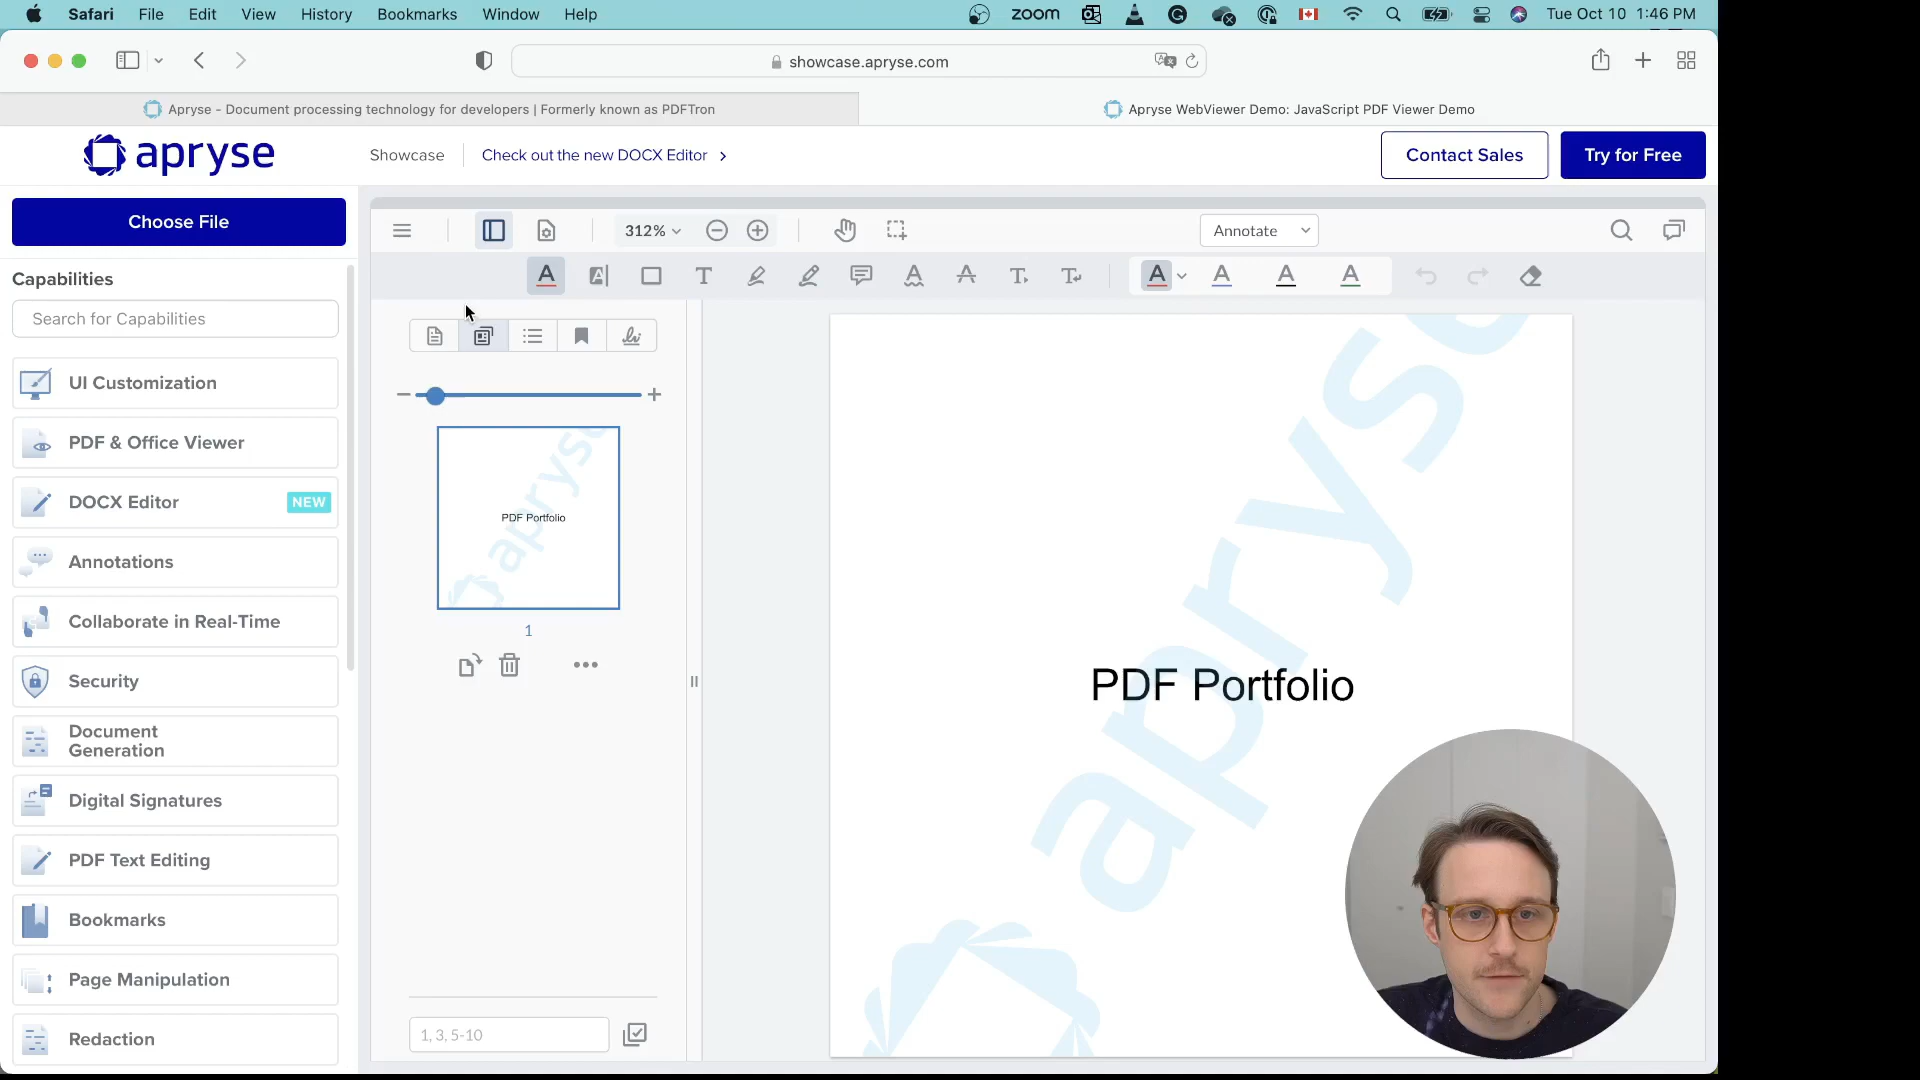 Safari File Edit View History Bookmarks Window Help zoom Tue Oct 10 1:46 PM
showcase.apryse.com
Apryse - Document processing technology for developers | Formerly known as PDFTron
Apryse WebViewer Demo: JavaScript PDF Viewer Demo
apryse
Showcase
Check out the new DOCX Editor
Contact Sales
Try for Free
Choose File
312%
Annotate
Capabilities
Search for Capabilities
UI Customization
PDF & Office Viewer
DOCX Editor NEW
Annotations
Collaborate in Real-Time
Security
Document
Generation
Digital Signatures
PDF Text Editing
Bookmarks
Page Manipulation
Redaction
apryse
PDF Portfolio
1
1, 3, 5-10
apryse
PDF Portfolio